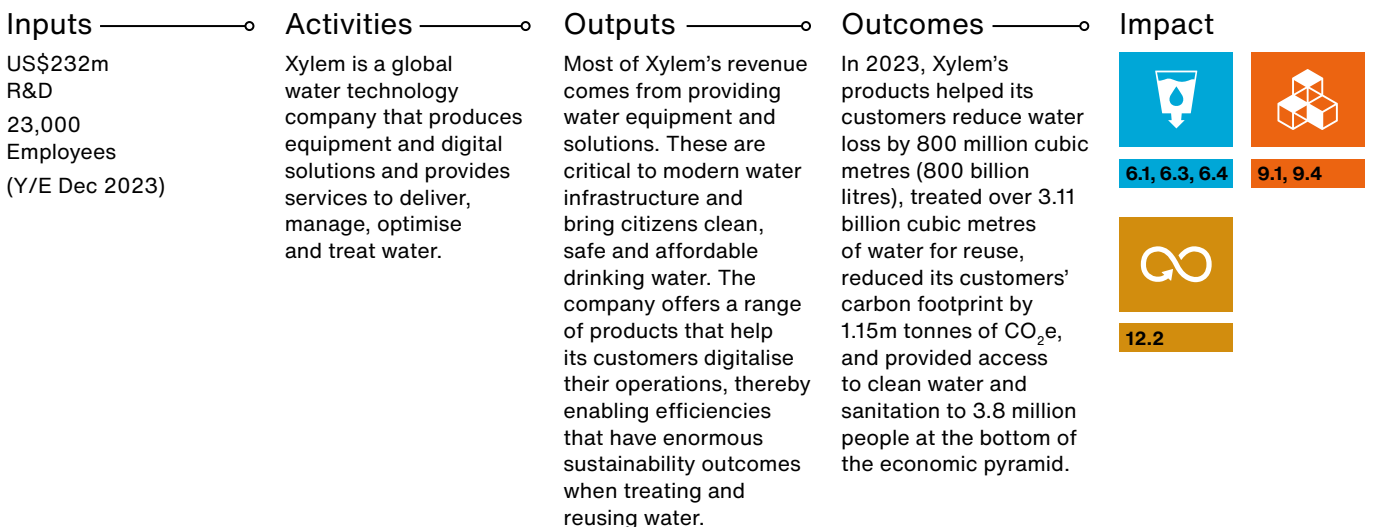 Inputs
US$232m
R&D
23,000
Employees
(Y/E Dec 2023)
Activities
Xylem is a global
water technology
company that produces
equipment and digital
solutions and provides
services to deliver,
manage, optimise
and treat water.
Outputs
Most of Xylem’s revenue
comes from providing
water equipment and
solutions. These are
critical to modern water
infrastructure and
bring citizens clean,
safe and affordable
drinking water. The
company offers a range
of products that help
its customers digitalise
their operations, thereby
enabling efficiencies
that have enormous
sustainability outcomes
when treating and
reusing water.
Outcomes
In 2023, Xylem’s
products helped its
customers reduce water
loss by 800 million cubic
metres (800 billion
litres), treated over 3.11
billion cubic metres
of water for reuse,
reduced its customers’
carbon footprint by
1.15m tonnes of CO₂e,
and provided access
to clean water and
sanitation to 3.8 million
people at the bottom of
the economic pyramid.
Impact
6.1, 6.3, 6.4
9.1, 9.4
12.2